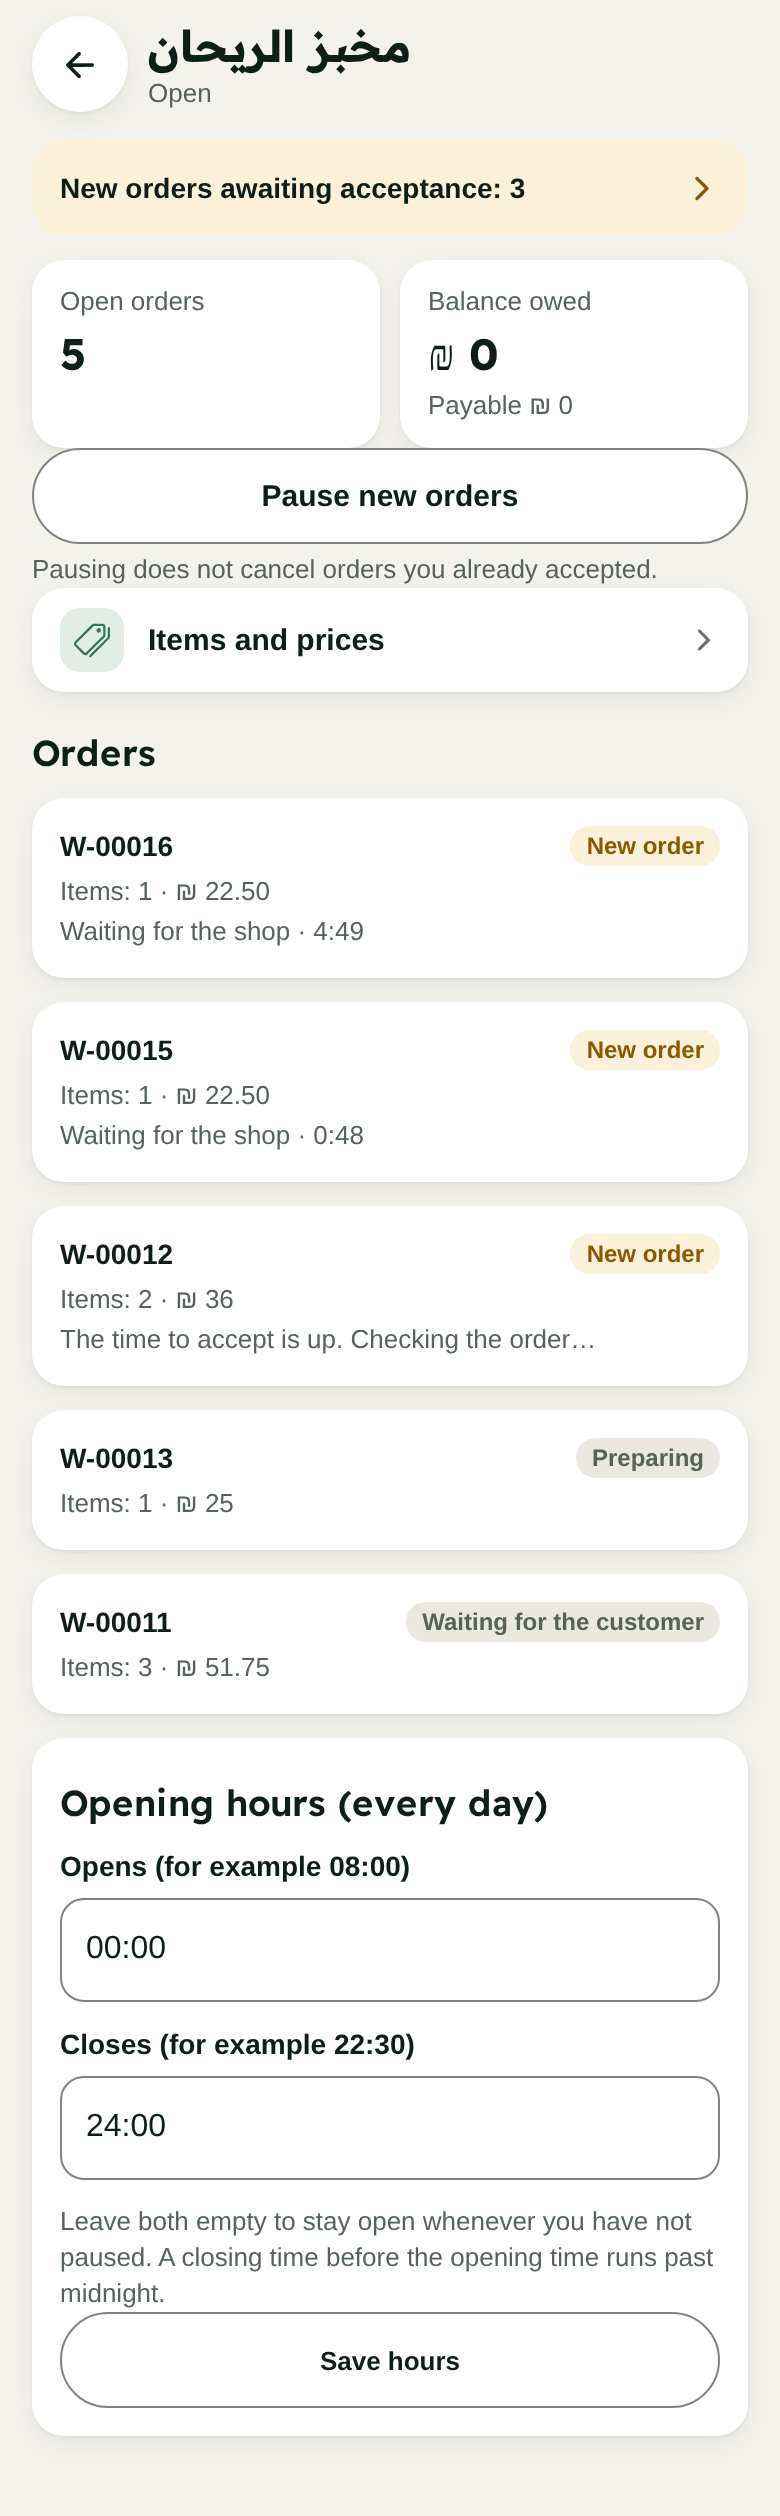 مخبز الريحان
Open
New orders awaiting acceptance: 3
Open orders
5
Balance owed
₪ 0
Payable ₪ 0
Pause new orders
Pausing does not cancel orders you already accepted.
Items and prices
Orders
W-00016
New order
Items: 1 · ₪ 22.50
Waiting for the shop · 4:49
W-00015
New order
Items: 1 · ₪ 22.50
Waiting for the shop · 0:48
W-00012
New order
Items: 2 · ₪ 36
The time to accept is up. Checking the order…
W-00013
Preparing
Items: 1 · ₪ 25
W-00011
Waiting for the customer
Items: 3 · ₪ 51.75
Opening hours (every day)
Opens (for example 08:00)
00:00
Closes (for example 22:30)
24:00
Leave both empty to stay open whenever you have not
paused. A closing time before the opening time runs past
midnight.
Save hours